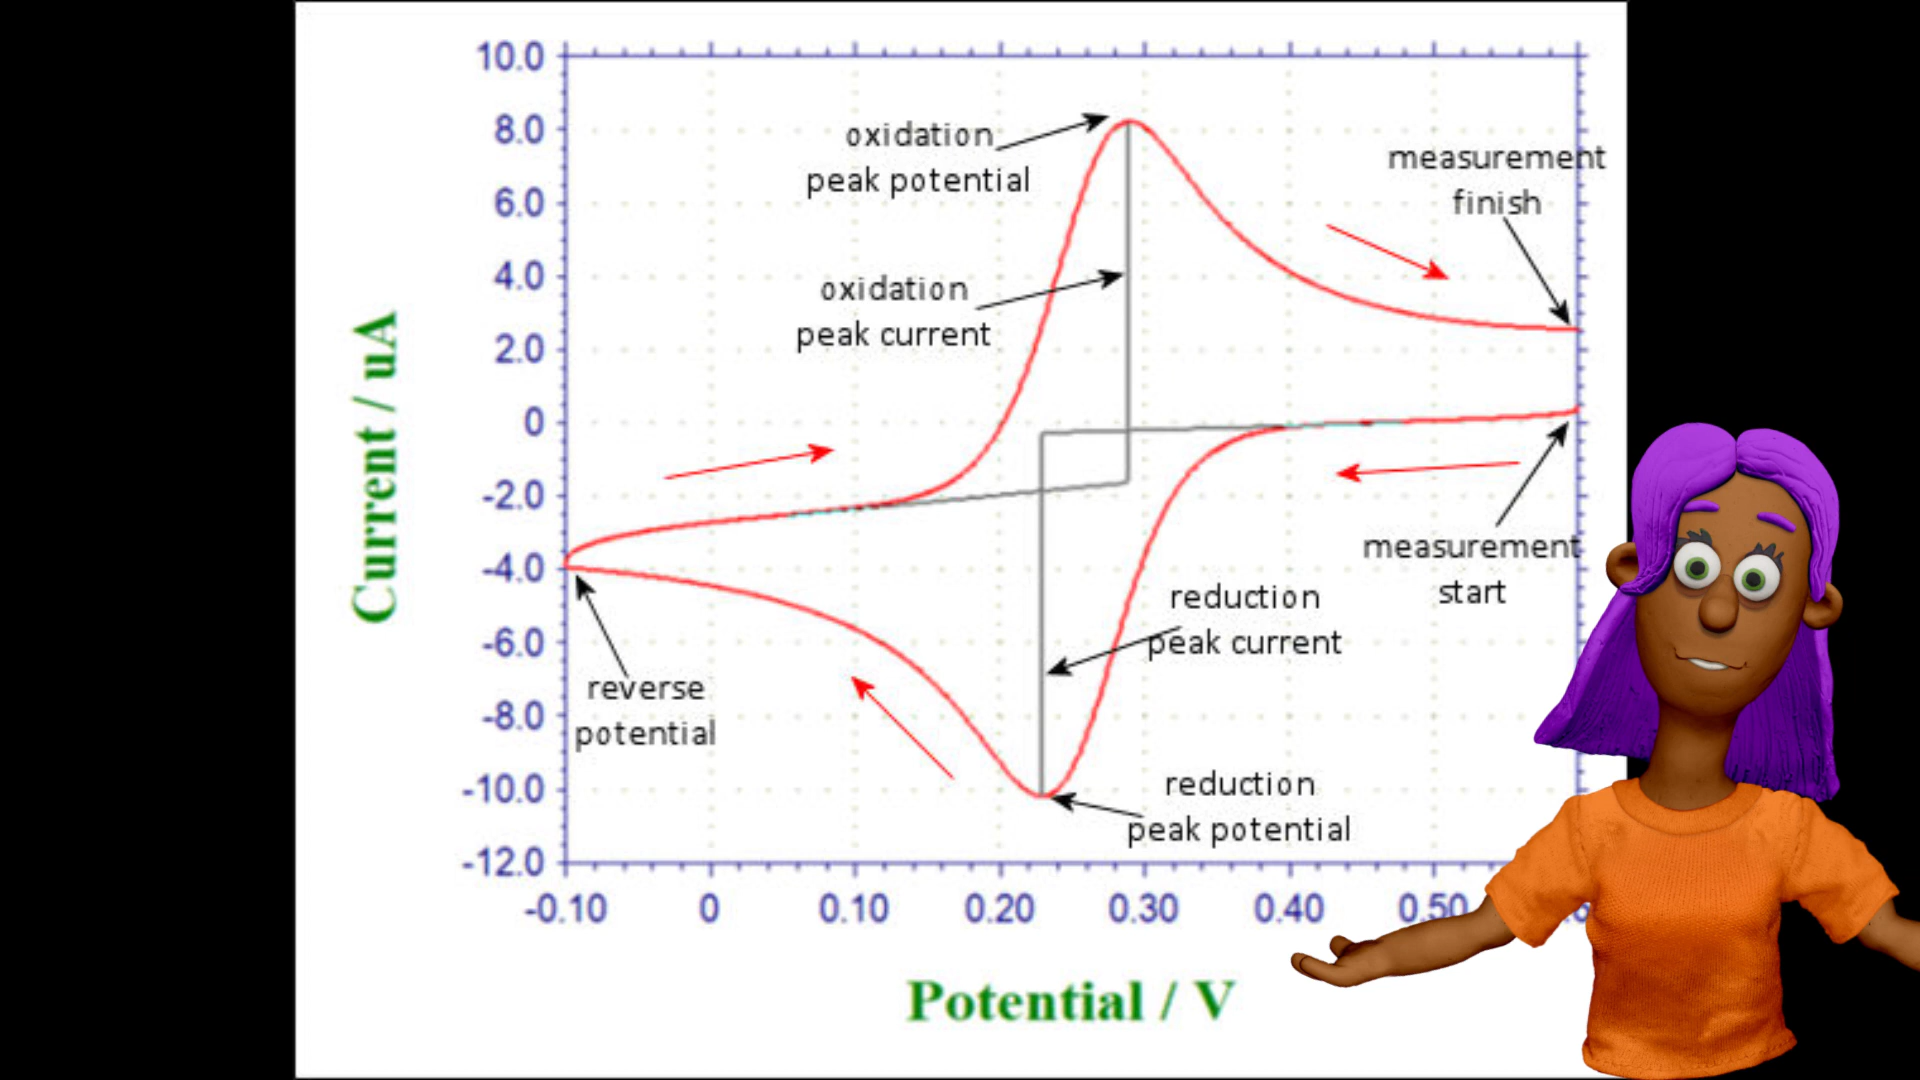 10.0
8.0
6.0
4.0
2.0
0
-2.0
-4.0
-6.0
-8.0
-10.0
-12.0
Current / uA
oxidation
peak potential
oxidation
peak current
measurement
finish
measurement
start
reduction
peak current
reverse
potential
reduction
peak potential
-0.10 0 0.10 0.20 0.30 0.40 0.50
Potential / V